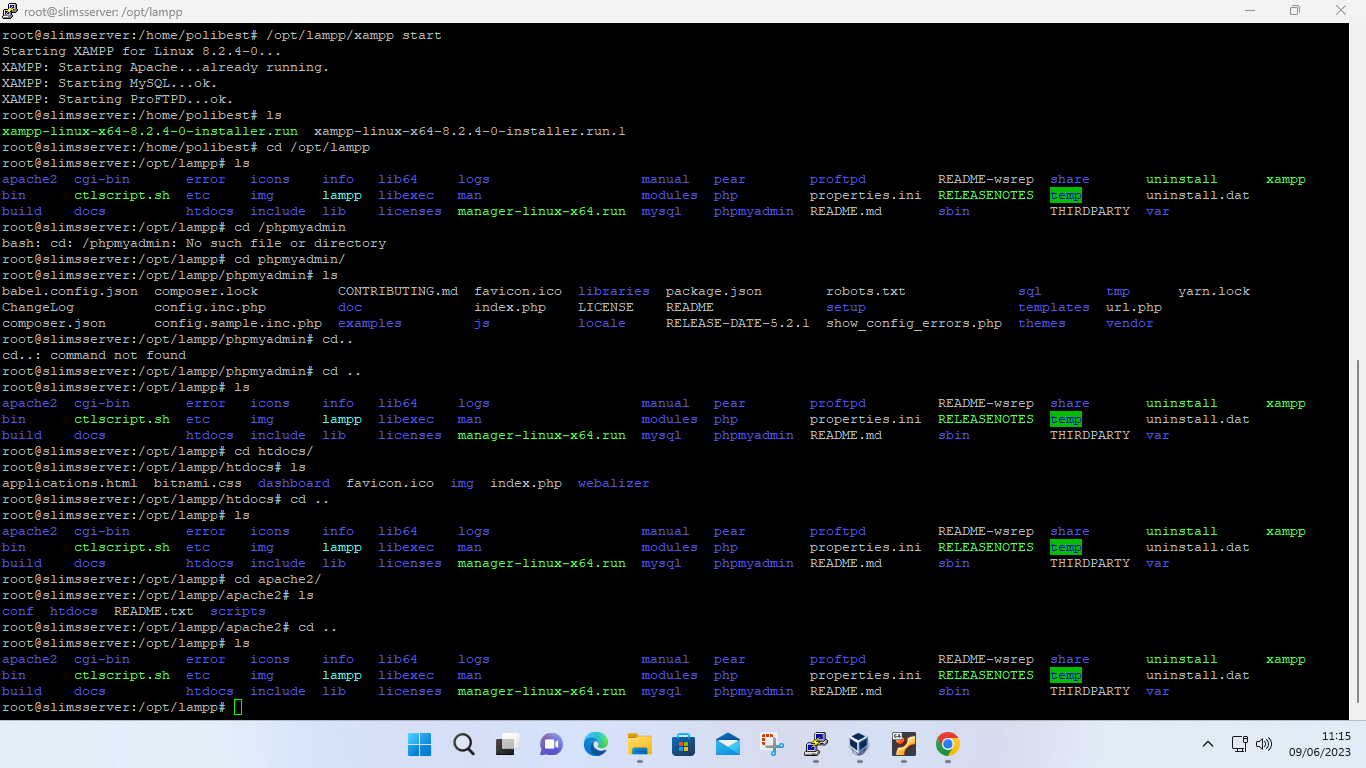 root@slimsserver: /opt/lampp
root@slimsserver:/home/polibest# /opt/lampp/xampp start
Starting XAMPP for Linux 8.2.4-0...
XAMPP: Starting Apache...already running.
XAMPP: Starting MySQL...ok.
XAMPP: Starting ProFTPD...ok.
root@slimsserver:/home/polibest# ls
xampp-linux-x64-8.2.4-0-installer.run  xampp-linux-x64-8.2.4-0-installer.run.1
root@slimsserver:/home/polibest# cd /opt/lampp
root@slimsserver:/opt/lampp# ls
apache2  cgi-bin       error   icons    info   lib64     logs                   manual   pear        proftpd         README-wsrep  share       uninstall      xampp
bin      ctlscript.sh  etc     img      lampp  libexec   man                    modules  php         properties.ini  RELEASENOTES  temp        uninstall.dat
build    docs          htdocs  include  lib    licenses  manager-linux-x64.run  mysql    phpmyadmin  README.md       sbin          THIRDPARTY  var
root@slimsserver:/opt/lampp# cd /phpmyadmin
bash: cd: /phpmyadmin: No such file or directory
root@slimsserver:/opt/lampp# cd phpmyadmin/
root@slimsserver:/opt/lampp/phpmyadmin# ls
babel.config.json  composer.lock          CONTRIBUTING.md  favicon.ico  libraries  package.json        robots.txt              sql        tmp      yarn.lock
ChangeLog          config.inc.php         doc              index.php    LICENSE    README              setup                   templates  url.php
composer.json      config.sample.inc.php  examples         js           locale     RELEASE-DATE-5.2.1  show_config_errors.php  themes     vendor
root@slimsserver:/opt/lampp/phpmyadmin# cd..
cd..: command not found
root@slimsserver:/opt/lampp/phpmyadmin# cd ..
root@slimsserver:/opt/lampp# ls
apache2  cgi-bin       error   icons    info   lib64     logs                   manual   pear        proftpd         README-wsrep  share       uninstall      xampp
bin      ctlscript.sh  etc     img      lampp  libexec   man                    modules  php         properties.ini  RELEASENOTES  temp        uninstall.dat
build    docs          htdocs  include  lib    licenses  manager-linux-x64.run  mysql    phpmyadmin  README.md       sbin          THIRDPARTY  var
root@slimsserver:/opt/lampp# cd htdocs/
root@slimsserver:/opt/lampp/htdocs# ls
applications.html  bitnami.css  dashboard  favicon.ico  img  index.php  webalizer
root@slimsserver:/opt/lampp/htdocs# cd ..
root@slimsserver:/opt/lampp# ls
apache2  cgi-bin       error   icons    info   lib64     logs                   manual   pear        proftpd         README-wsrep  share       uninstall      xampp
bin      ctlscript.sh  etc     img      lampp  libexec   man                    modules  php         properties.ini  RELEASENOTES  temp        uninstall.dat
build    docs          htdocs  include  lib    licenses  manager-linux-x64.run  mysql    phpmyadmin  README.md       sbin          THIRDPARTY  var
root@slimsserver:/opt/lampp# cd apache2/
root@slimsserver:/opt/lampp/apache2# ls
conf  htdocs  README.txt  scripts
root@slimsserver:/opt/lampp/apache2# cd ..
root@slimsserver:/opt/lampp# ls
apache2  cgi-bin       error   icons    info   lib64     logs                   manual   pear        proftpd         README-wsrep  share       uninstall      xampp
bin      ctlscript.sh  etc     img      lampp  libexec   man                    modules  php         properties.ini  RELEASENOTES  temp        uninstall.dat
build    docs          htdocs  include  lib    licenses  manager-linux-x64.run  mysql    phpmyadmin  README.md       sbin          THIRDPARTY  var
root@slimsserver:/opt/lampp#
11:15
09/06/2023